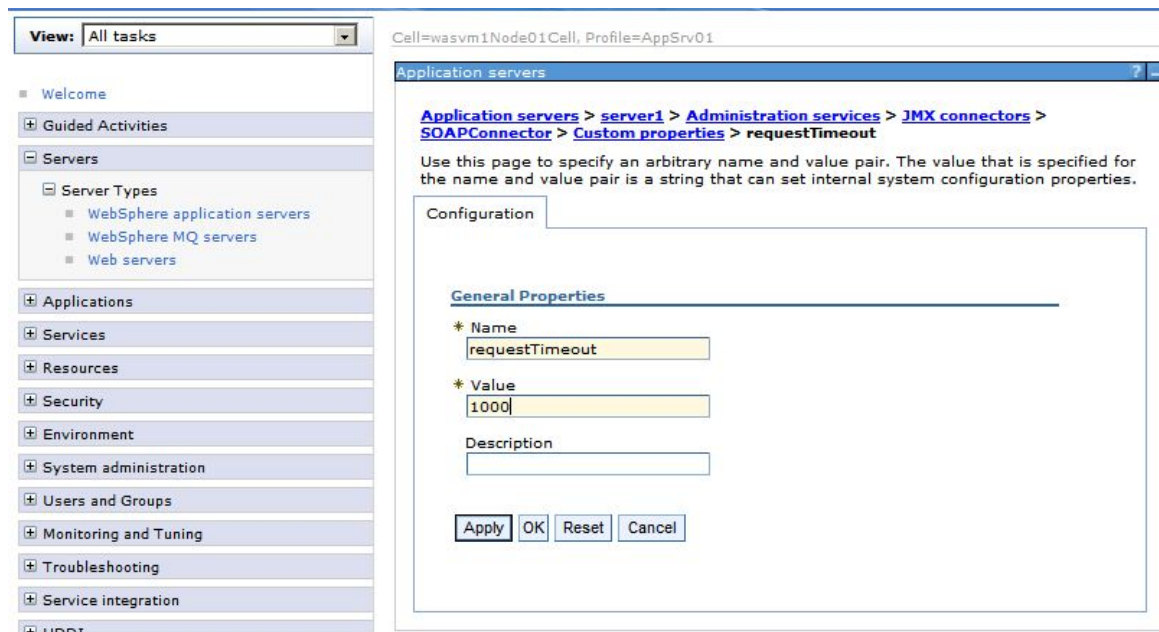 View: All tasks
Cell=wasvm1Node01Cell, Profile=AppSrv01
Welcome
Guided Activities
Servers
Server Types
WebSphere application servers
WebSphere MQ servers
Web servers
Applications
Services
Resources
Security
Environment
System administration
Users and Groups
Monitoring and Tuning
Troubleshooting
Service integration
UDDI
Application servers ? –
Application servers > server1 > Administration services > JMX connectors >
SOAPConnector > Custom properties > requestTimeout
Use this page to specify an arbitrary name and value pair. The value that is specified for
the name and value pair is a string that can set internal system configuration properties.
Configuration
General Properties
* Name
requestTimeout
* Value
1000
Description
Apply OK Reset Cancel